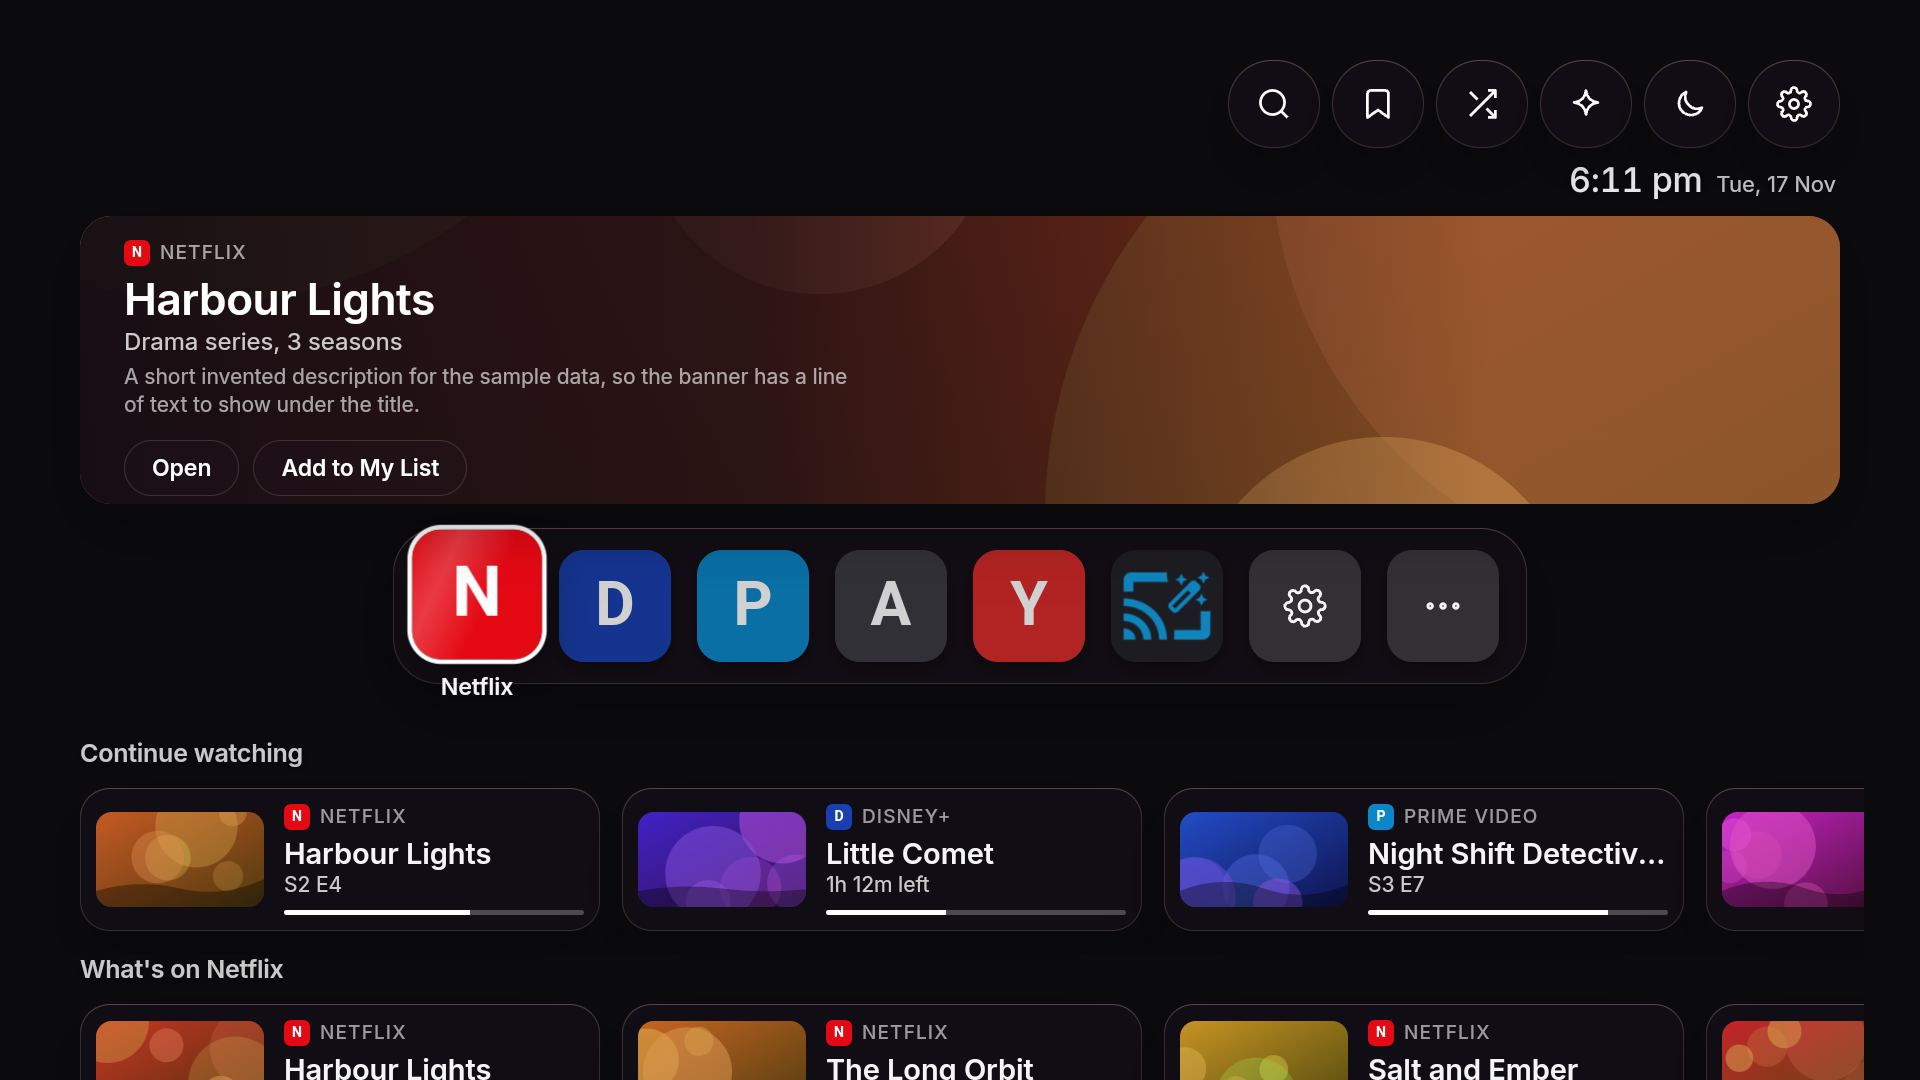 6:11 pm Tue, 17 Nov
N NETFLIX
Harbour Lights
Drama series, 3 seasons
A short invented description for the sample data, so the banner has a line
of text to show under the title.
Open Add to My List
N D P A Y
Netflix
Continue watching
N NETFLIX
Harbour Lights
S2 E4
D DISNEY+
Little Comet
1h 12m left
P PRIME VIDEO
Night Shift Detectiv...
S3 E7
What's on Netflix
N NETFLIX
Harbour Lights
N NETFLIX
The Long Orbit
N NETFLIX
Salt and Ember